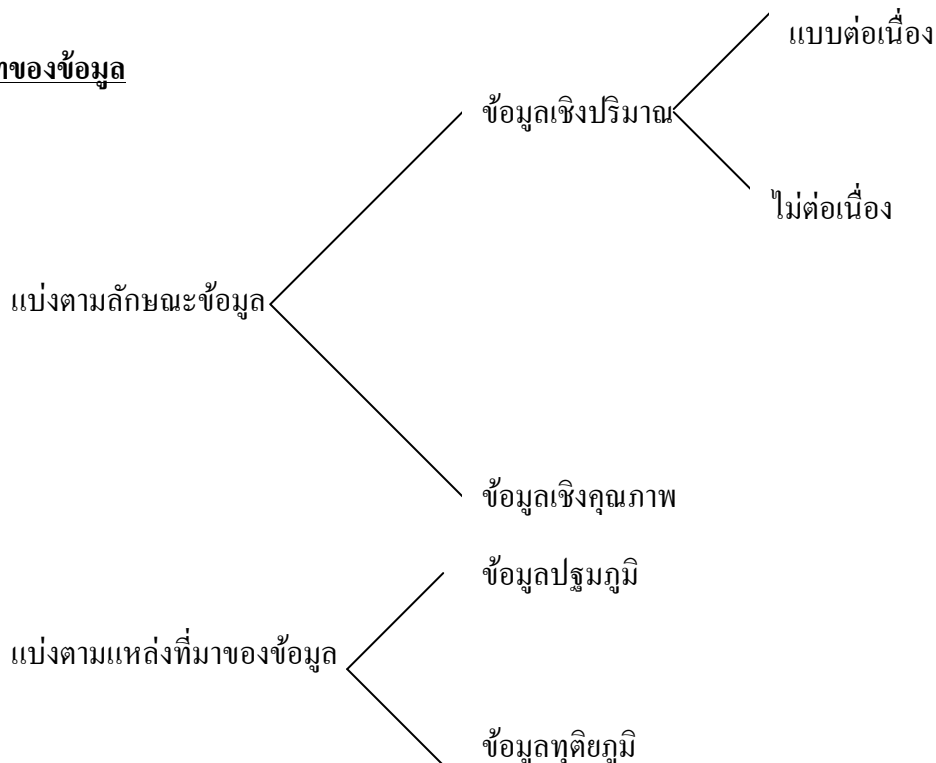 ของข้อมูล
แบบต่อเนื่อง
ข้อมูลเชิงปริมาณ
ไม่ต่อเนื่อง
แบ่งตามลักษณะข้อมูล
ข้อมูลเชิงคุณภาพ
ข้อมูลปฐมภูมิ
แบ่งตามแหล่งที่มาของข้อมูล
ข้อมูลทุติยภูมิ